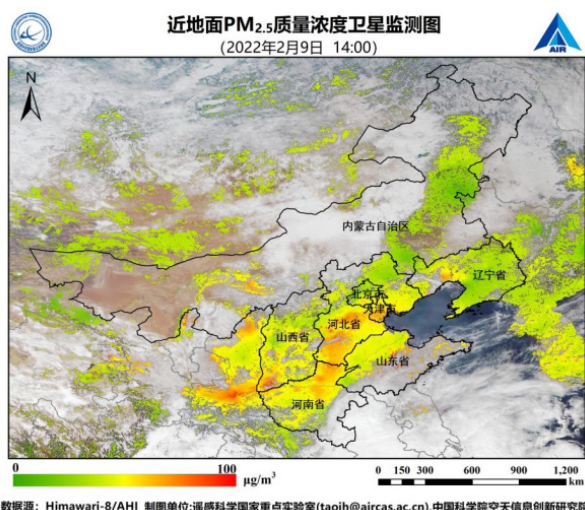 近地面PM2.5质量浓度卫星监测图
(2022年2月9日 14:00)
AIR
N
内蒙古自治区
辽宁省
北京市
天津市
河北省
山西省
山东省
河南省
0 100 μg/m³
0 150 300 600 900 1,200 km
数据源：Himawari-8/AHI 制图单位:遥感科学国家重点实验室(taojh@aircas.ac.cn),中国科学院空天信息创新研究院